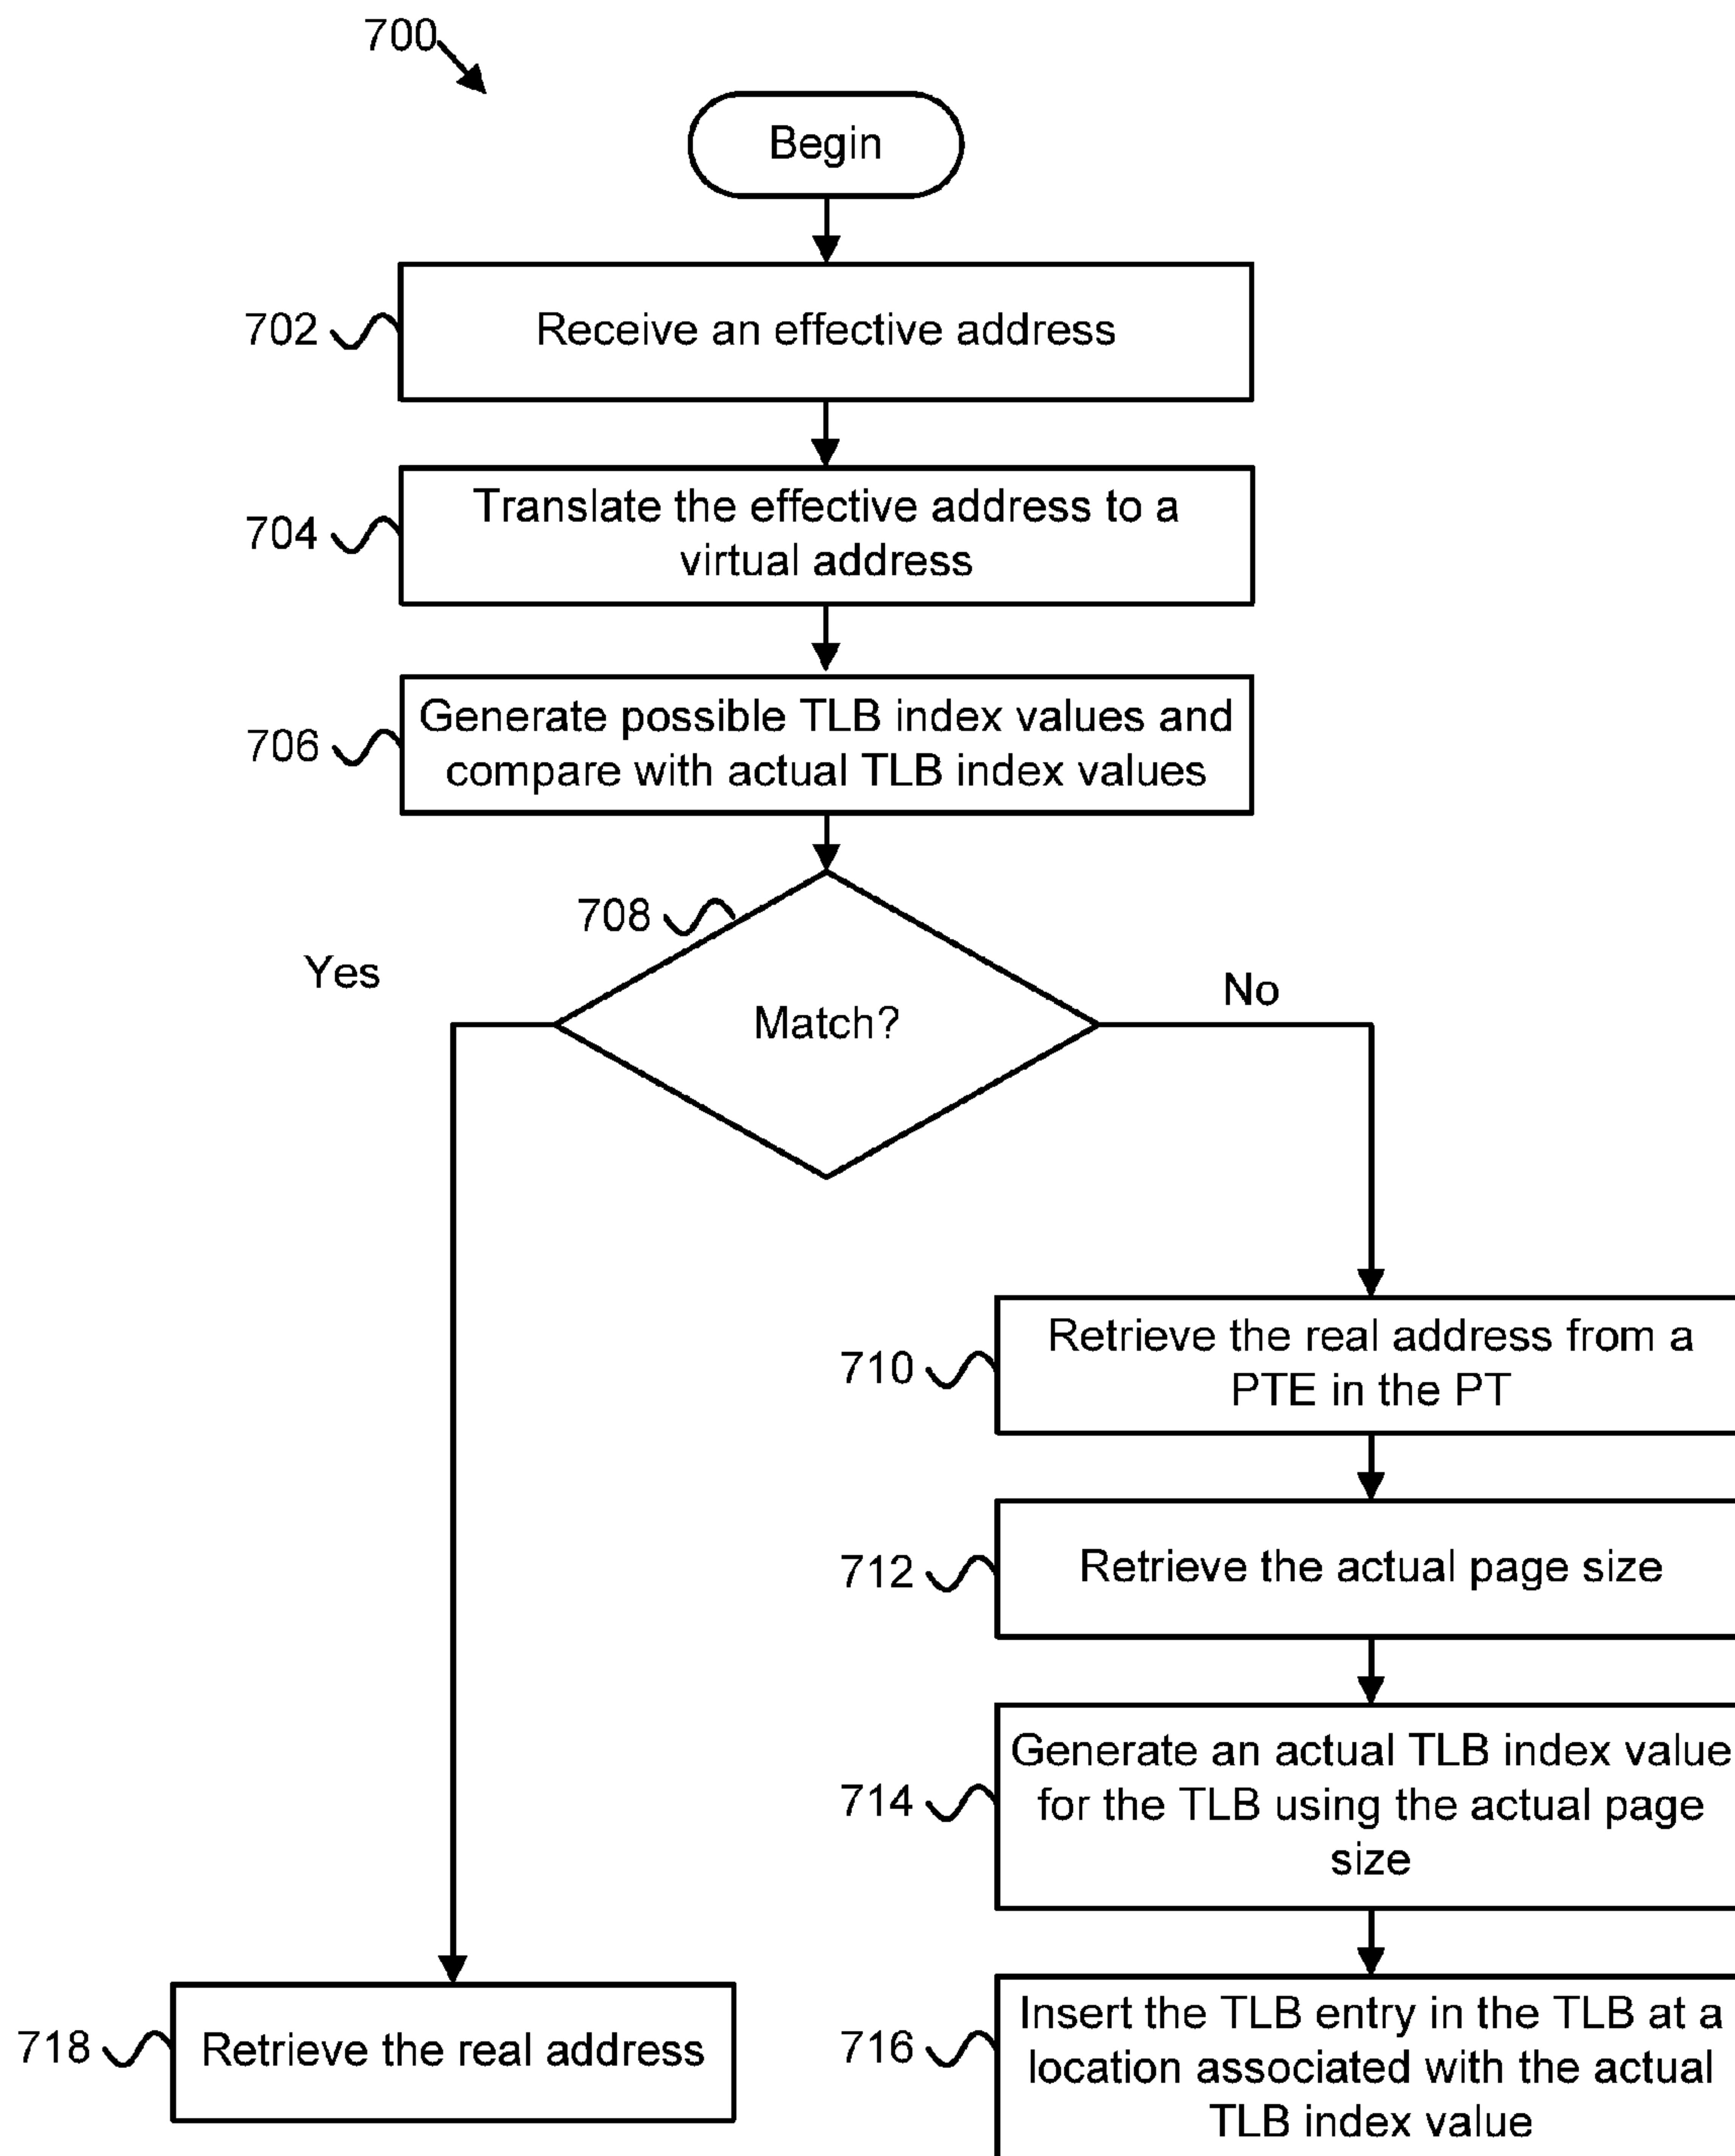 700
Begin
702
Receive an effective address
704
Translate the effective address to a
virtual address
706
Generate possible TLB index values and
compare with actual TLB index values
708
Yes
No
Match?
710
Retrieve the real address from a
PTE in the PT
712
Retrieve the actual page size
714
Generate an actual TLB index value
for the TLB using the actual page
size
718
Retrieve the real address
716
Insert the TLB entry in the TLB at a
location associated with the actual
TLB index value